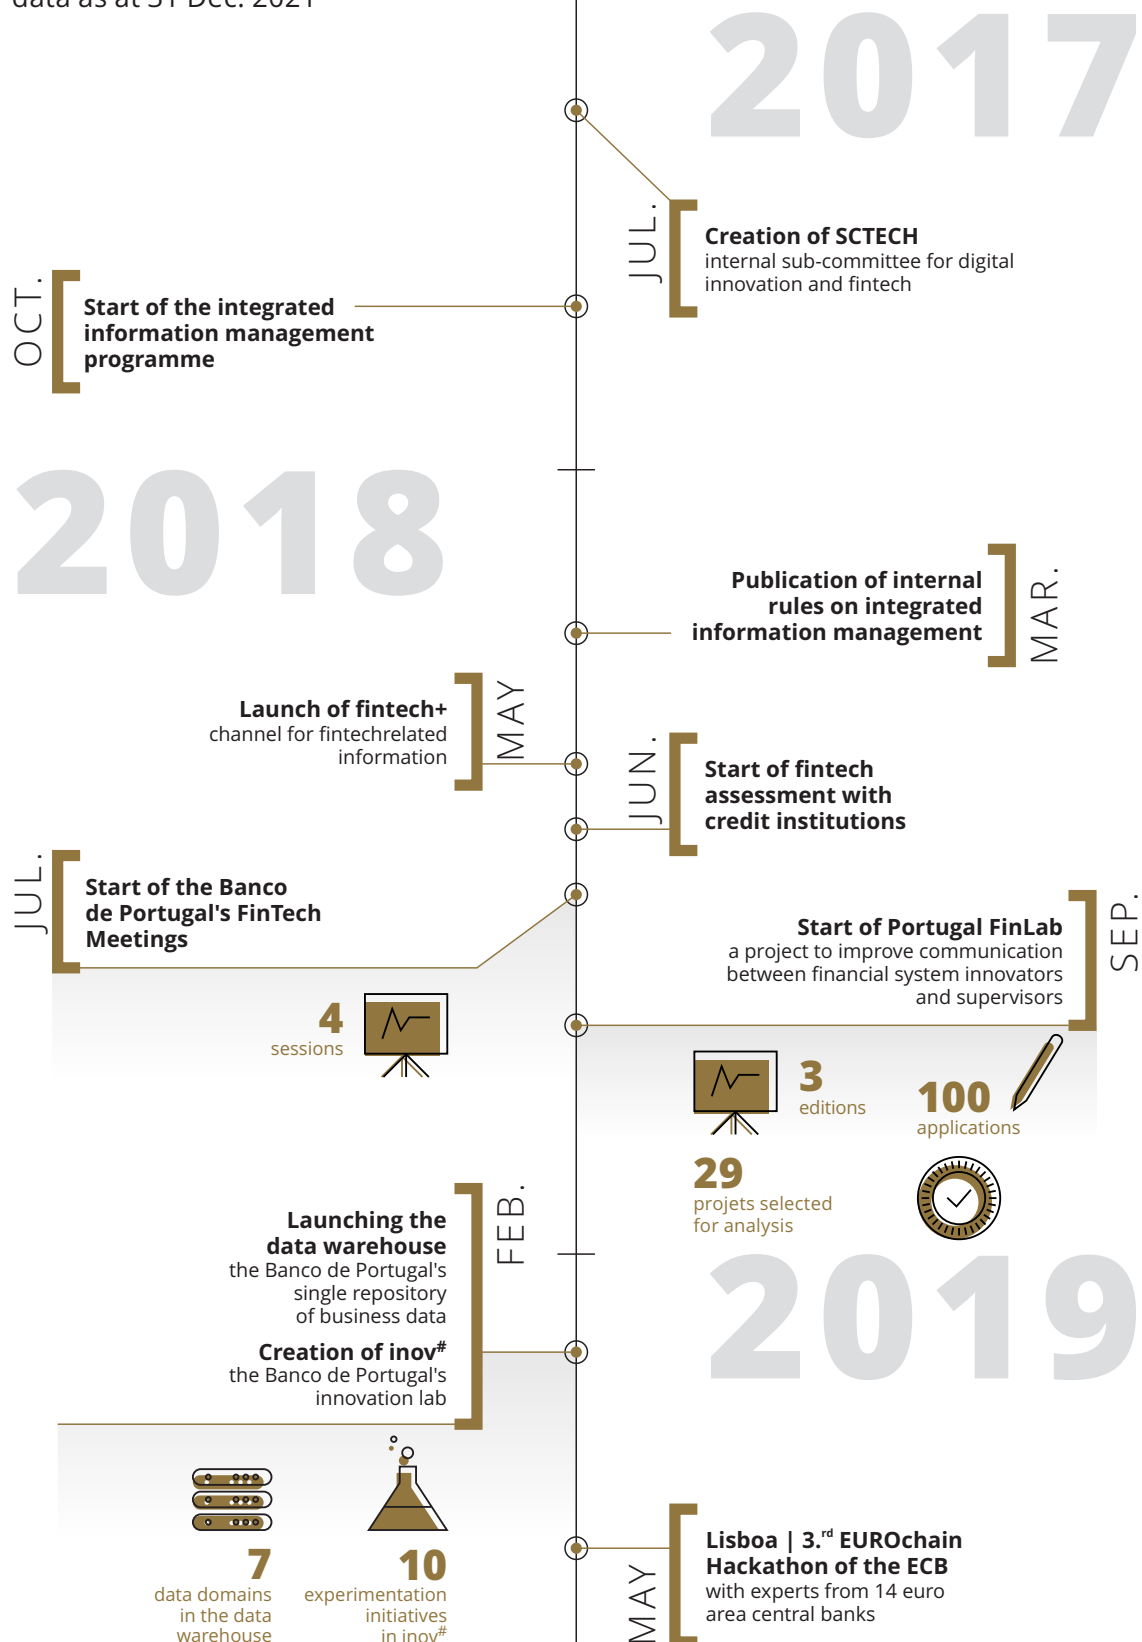 data as at 31 Dec. 2021
2017
JUL.
Creation of SCTECH
internal sub-committee for digital
innovation and fintech
OCT.
Start of the integrated
information management
programme
2018
MAR.
Publication of internal
rules on integrated
information management
MAY
Launch of fintech+
channel for fintechrelated
information
JUN.
Start of fintech
assessment with
credit institutions
JUL.
Start of the Banco
de Portugal's FinTech
Meetings
4
sessions
SEP.
Start of Portugal FinLab
a project to improve communication
between financial system innovators
and supervisors
3
editions
100
applications
29
projets selected
for analysis
2019
FEB.
Launching the
data warehouse
the Banco de Portugal's
single repository
of business data
Creation of inov#
the Banco de Portugal's
innovation lab
7
data domains
in the data
warehouse
10
experimentation
initiatives
in inov#
MAY
Lisboa | 3.rd EUROchain
Hackathon of the ECB
with experts from 14 euro
area central banks